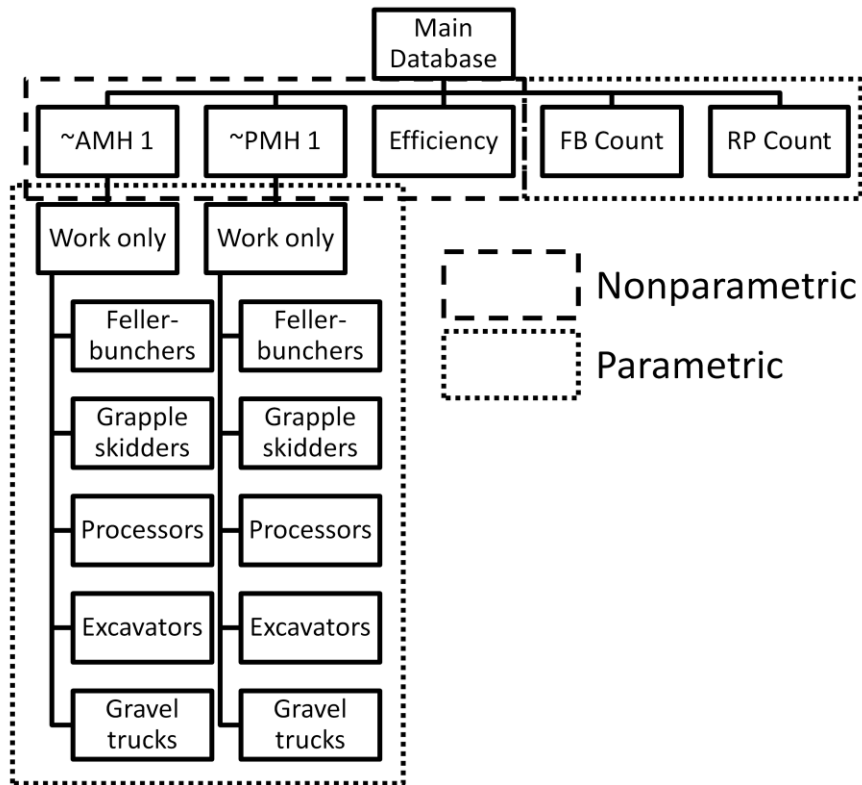 Main
Database
~AMH 1
~PMH 1
Efficiency
FB Count
RP Count
Work only
Work only
Nonparametric
Parametric
Feller-
bunchers
Feller-
bunchers
Grapple
skidders
Grapple
skidders
Processors
Processors
Excavators
Excavators
Gravel
trucks
Gravel
trucks